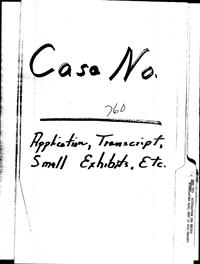 Case No.
760
Application, Transcript,
Small Exhibits, Etc.